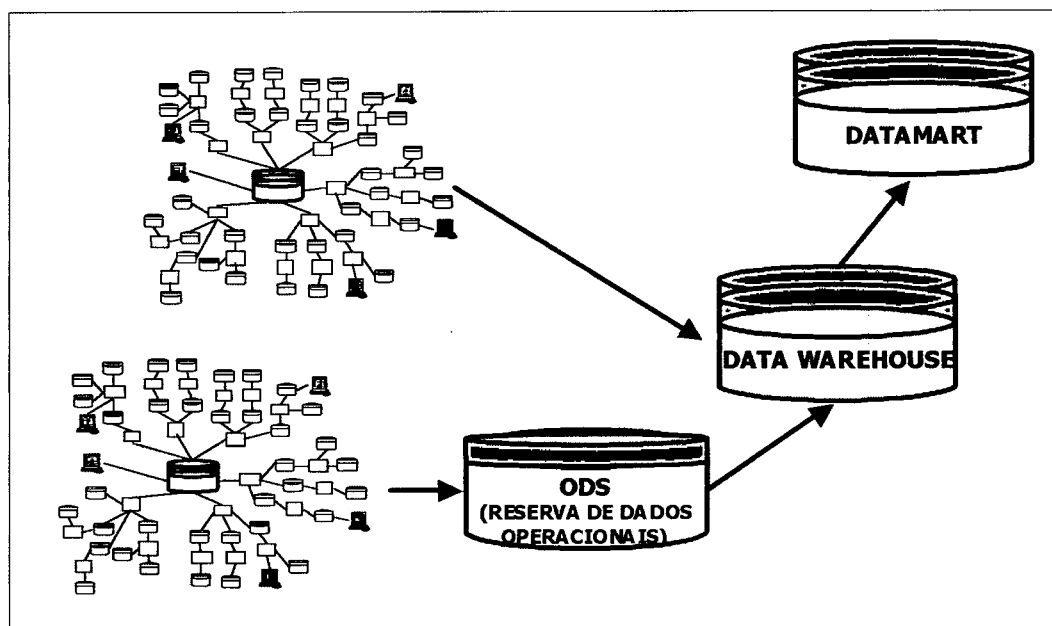 DATAMART
DATA WAREHOUSE
ODS
(RESERVA DE DADOS
OPERACIONAIS)